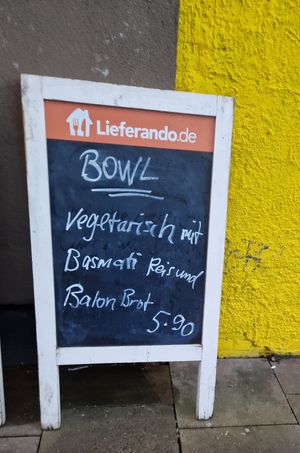 Lieferando.de
BOWL
Vegetarisch mit
Basmati Reis und
Balon Brot
5.90